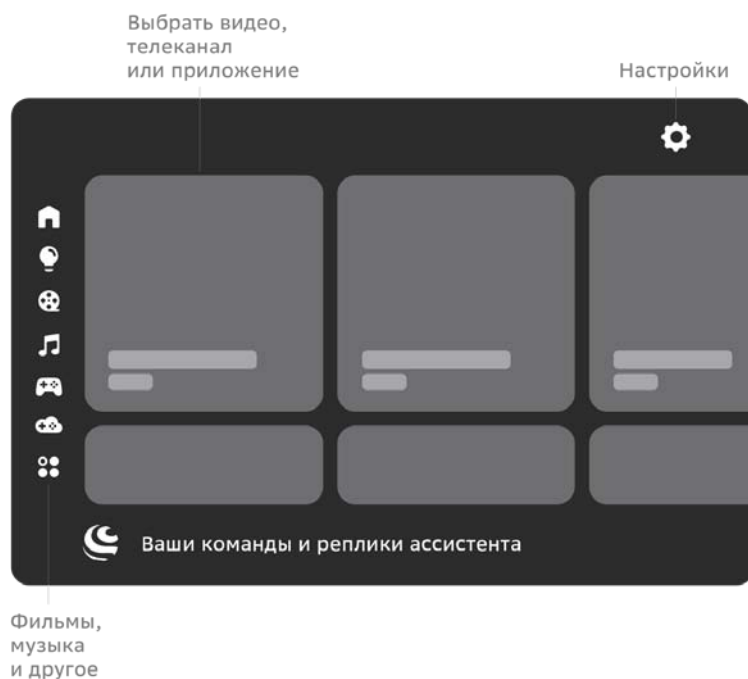 Выбрать видео,
телеканал
или приложение
Настройки
Ваши команды и реплики ассистента
Фильмы,
музыка
и другое